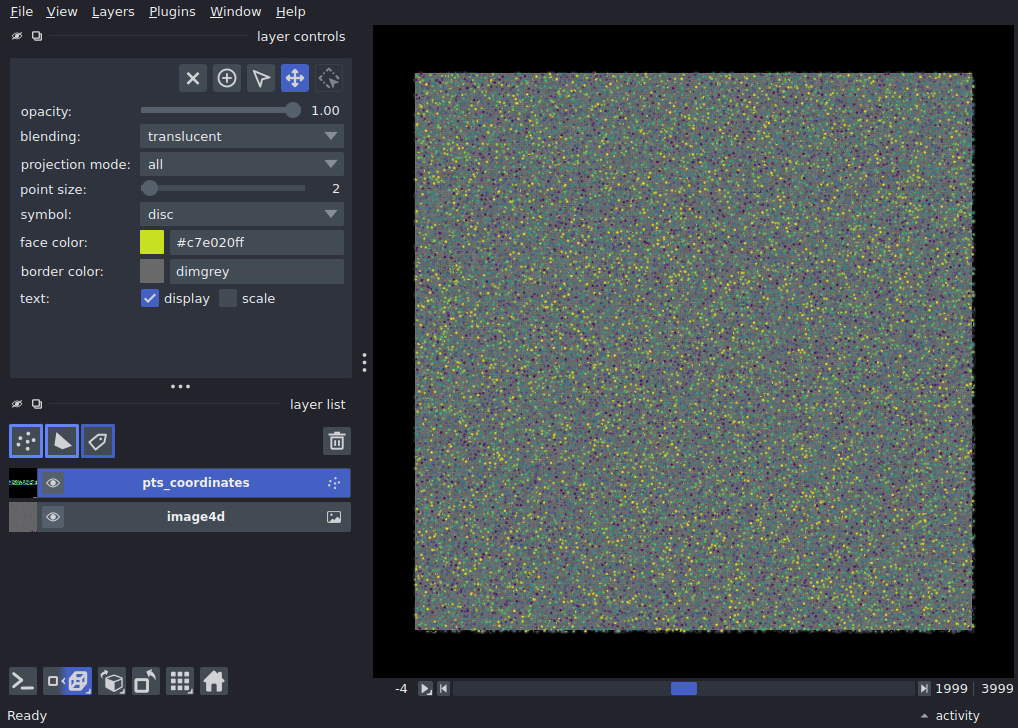 File View Layers Plugins Window Help
layer controls
opacity: 1.00
blending: translucent
projection mode: all
point size: 2
symbol: disc
face color: #c7e020ff
border color: dimgrey
text: display scale
layer list
pts_coordinates
image4d
-4 1999 3999
Ready activity